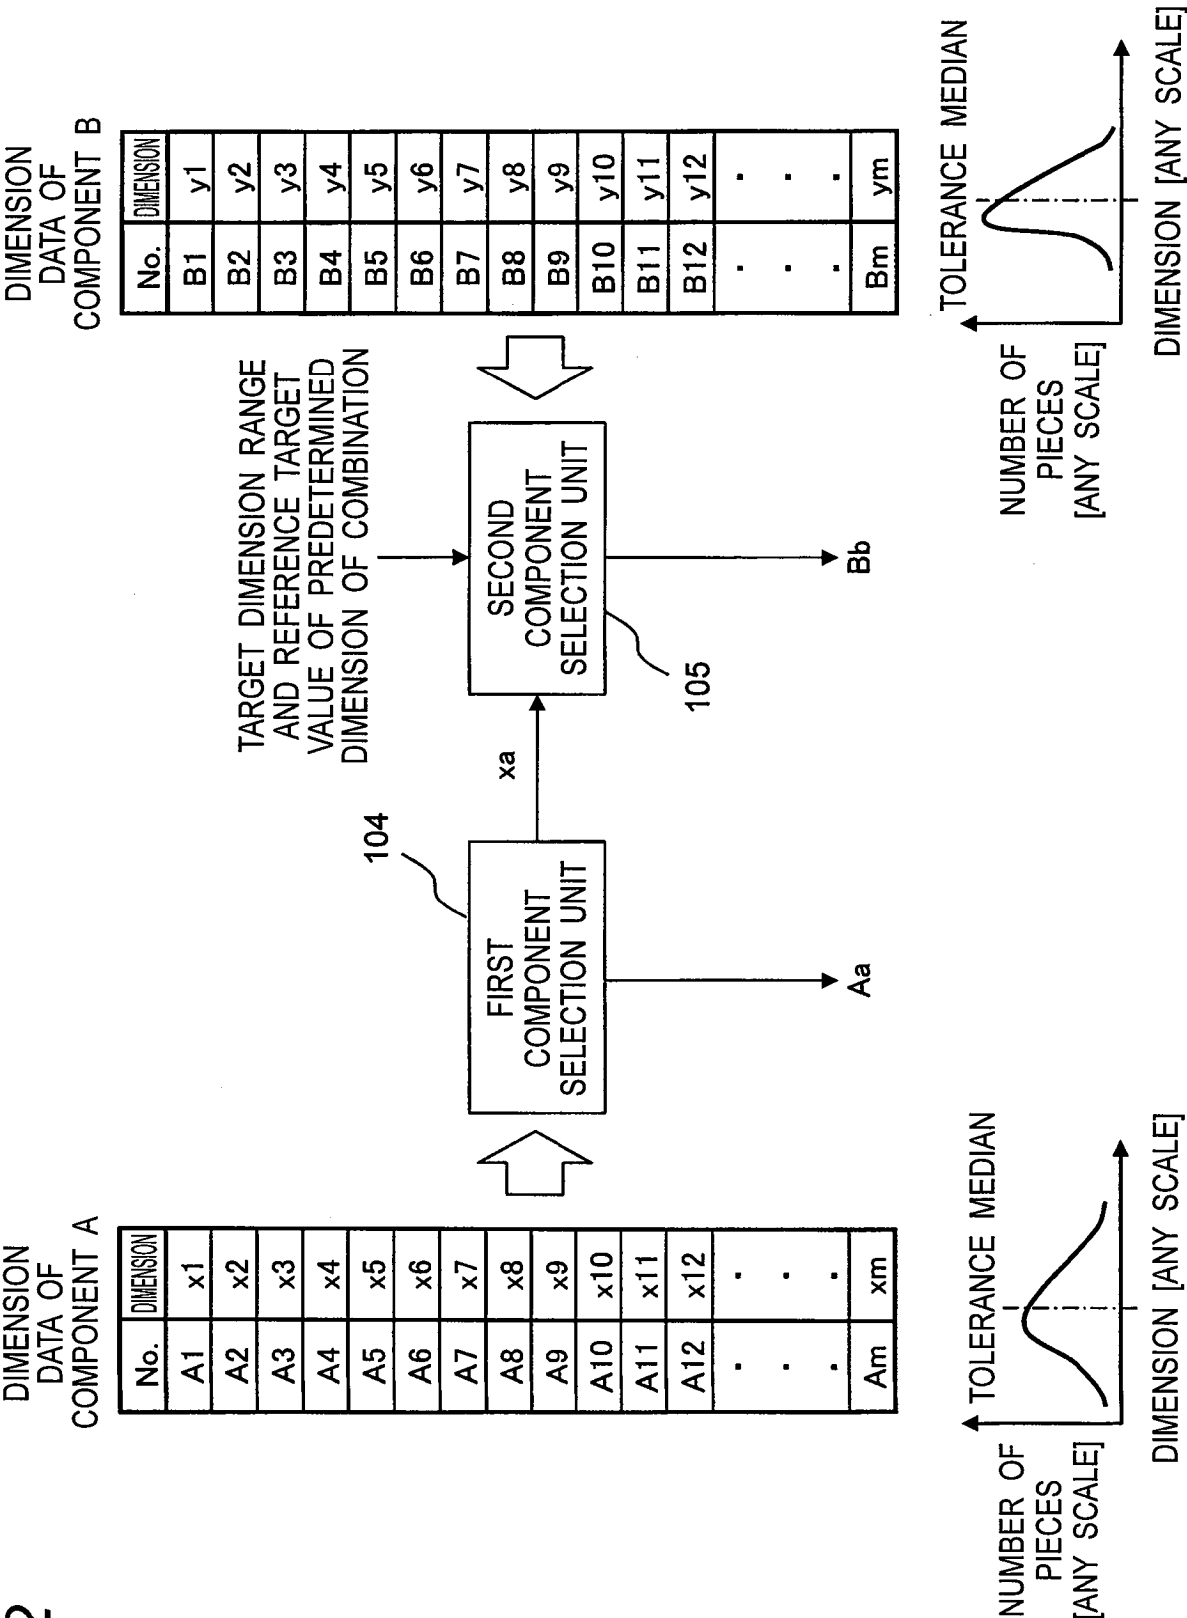 2
DIMENSION
DATA OF
COMPONENT A
No. DIMENSION
A1 x1
A2 x2
A3 x3
A4 x4
A5 x5
A6 x6
A7 x7
A8 x8
A9 x9
A10 x10
A11 x11
A12 x12
. .
. .
. .
Am xm
NUMBER OF
PIECES
[ANY SCALE]
TOLERANCE MEDIAN
DIMENSION [ANY SCALE]
104
FIRST
COMPONENT
SELECTION UNIT
Aa
xa
TARGET DIMENSION RANGE
AND REFERENCE TARGET
VALUE OF PREDETERMINED
DIMENSION OF COMBINATION
SECOND
COMPONENT
SELECTION UNIT
105
Bb
DIMENSION
DATA OF
COMPONENT B
No. DIMENSION
B1 y1
B2 y2
B3 y3
B4 y4
B5 y5
B6 y6
B7 y7
B8 y8
B9 y9
B10 y10
B11 y11
B12 y12
. .
. .
. .
Bm ym
NUMBER OF
PIECES
[ANY SCALE]
TOLERANCE MEDIAN
DIMENSION [ANY SCALE]